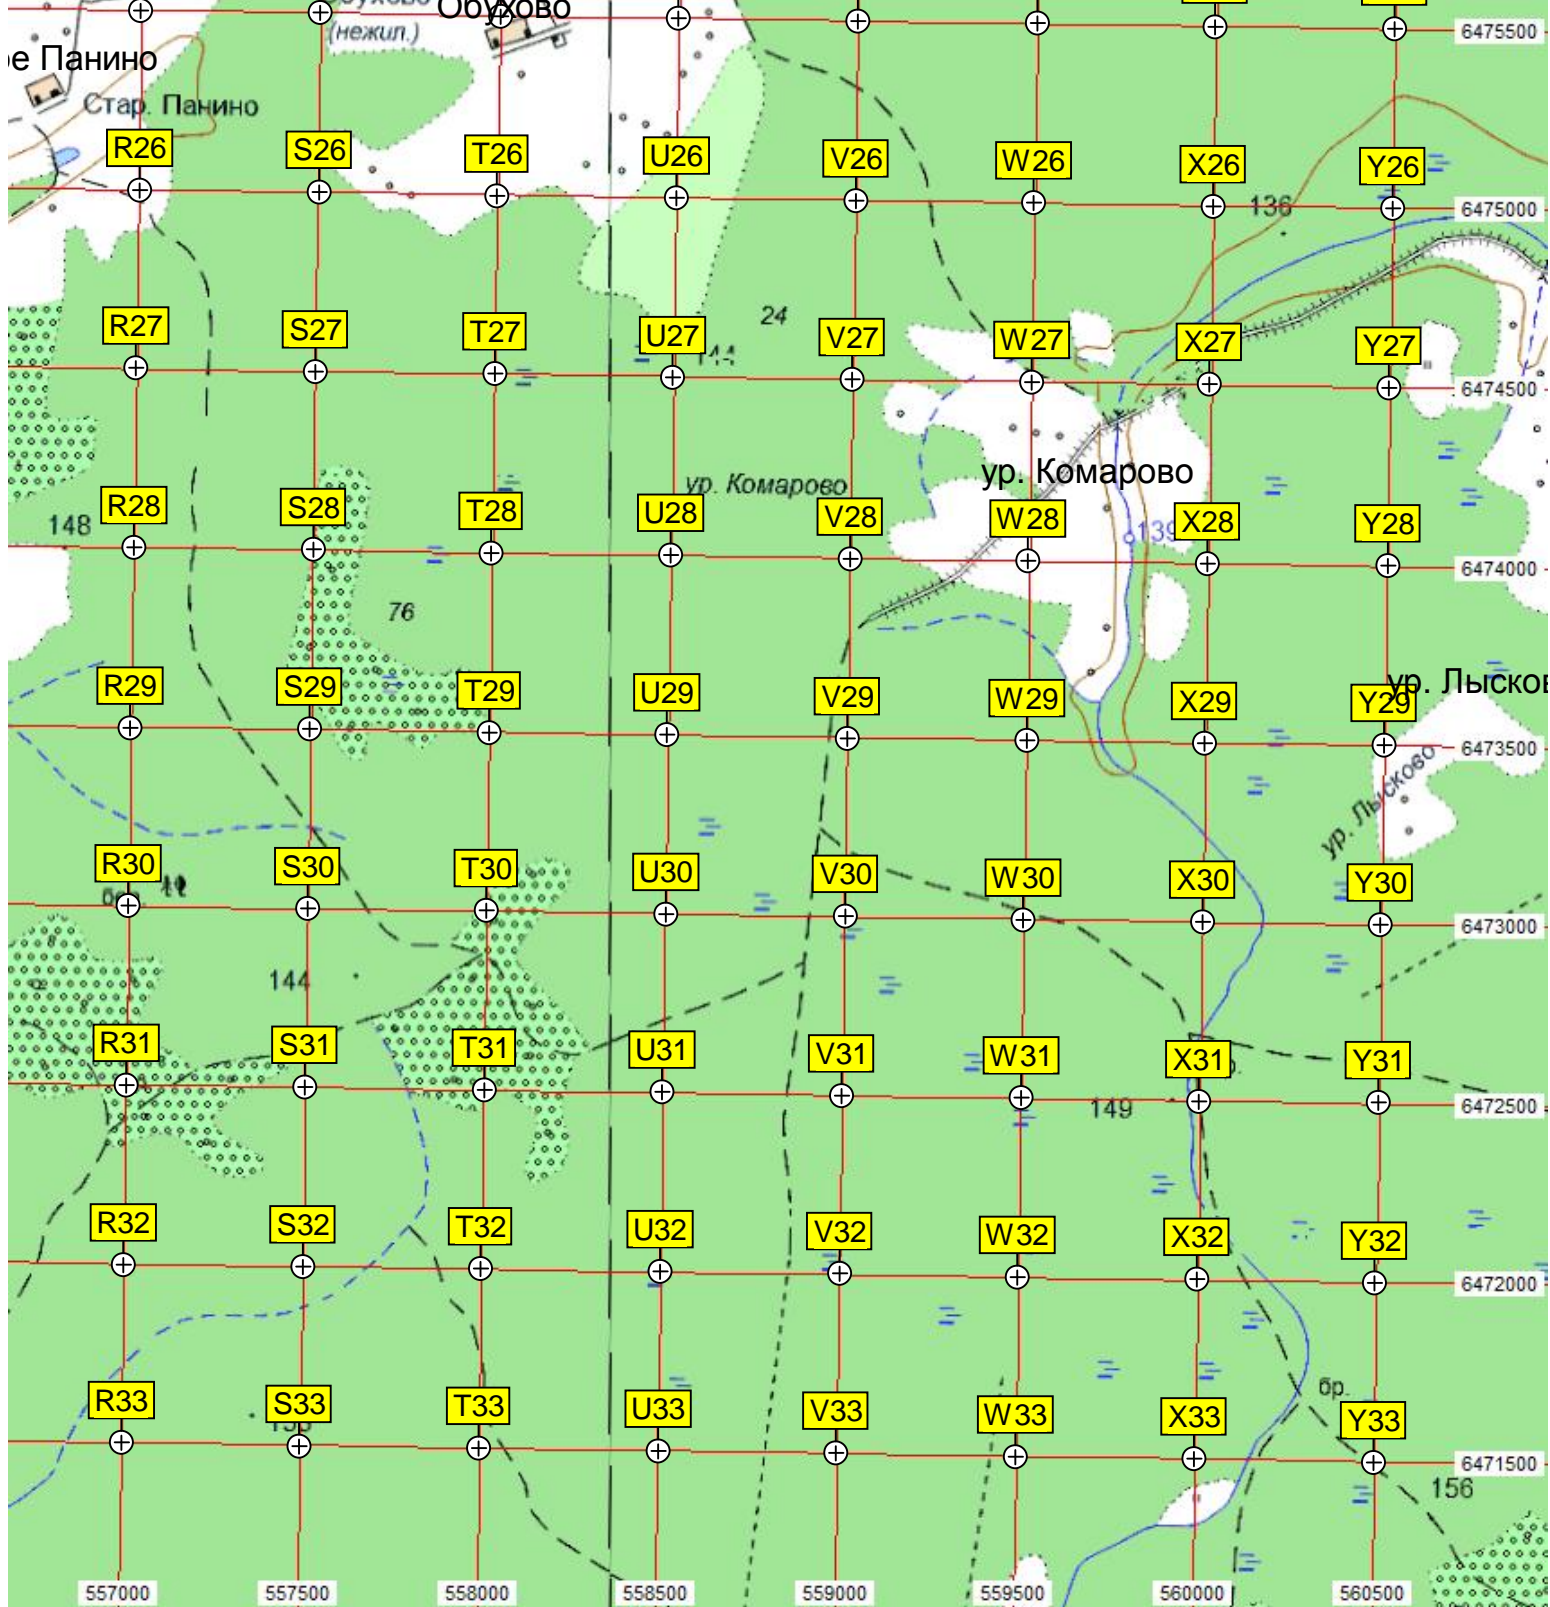 Обухово
(нежил.)
6475500
ое Панино
Стар. Панино
R26 S26 T26 U26 V26 W26 X26 Y26
136
6475000
24
R27 S27 T27 U27 V27 W27 X27 Y27
144
6474500
ур. Комарово
ур. Комарово
R28 S28 T28 U28 V28 W28 X28 Y28
148
139
6474000
76
ур. Лысков
R29 S29 T29 U29 V29 W29 X29 Y29
6473500
ур. Лысково
R30 S30 T30 U30 V30 W30 X30 Y30
6473000
144
R31 S31 T31 U31 V31 W31 X31 Y31
149
6472500
R32 S32 T32 U32 V32 W32 X32 Y32
6472000
бр.
R33 S33 T33 U33 V33 W33 X33 Y33
6471500
156
557000 557500 558000 558500 559000 559500 560000 560500